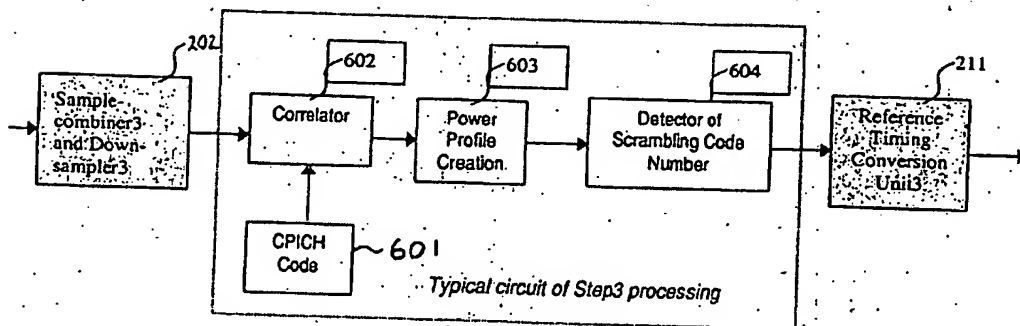 202
602
603
604
211
Sample-
combiner3
and Down-
sampler3
Correlator
Power
Profile
Creation
Detector of
Scrambling Code
Number
Reference
Timing
Conversion
Unit3
CPICH
Code
601
Typical circuit of Step3 processing